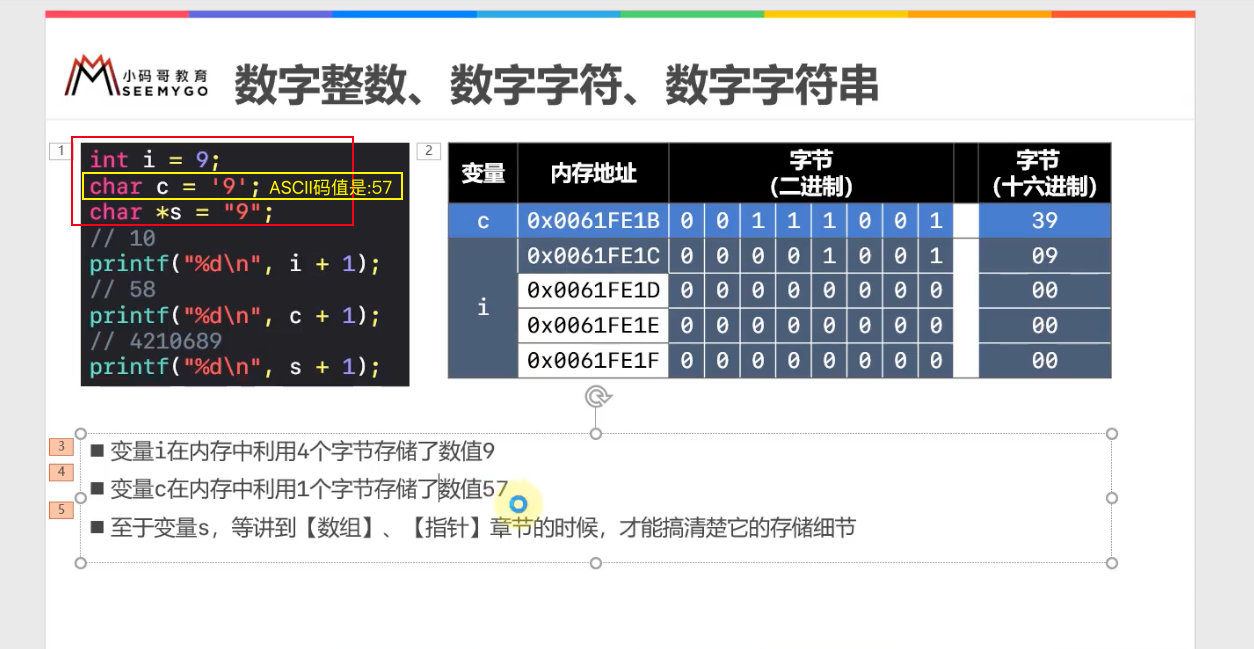 小码哥教育
SEEMYGO
数字整数、数字字符、数字字符串
1
int i = 9;
char c = '9'; ASCII码值是:57
char *s = "9";
// 10
printf("%d\n", i + 1);
// 58
printf("%d\n", c + 1);
// 4210689
printf("%d\n", s + 1);
2
变量 内存地址 字节 (二进制) 字节 (十六进制)
c 0x0061FE1B 0 0 1 1 1 0 0 1 39
i 0x0061FE1C 0 0 0 0 1 0 0 1 09
0x0061FE1D 0 0 0 0 0 0 0 0 00
0x0061FE1E 0 0 0 0 0 0 0 0 00
0x0061FE1F 0 0 0 0 0 0 0 0 00
3
■ 变量i在内存中利用4个字节存储了数值9
4
■ 变量c在内存中利用1个字节存储了数值57
5
■ 至于变量s，等讲到【数组】、【指针】章节的时候，才能搞清楚它的存储细节